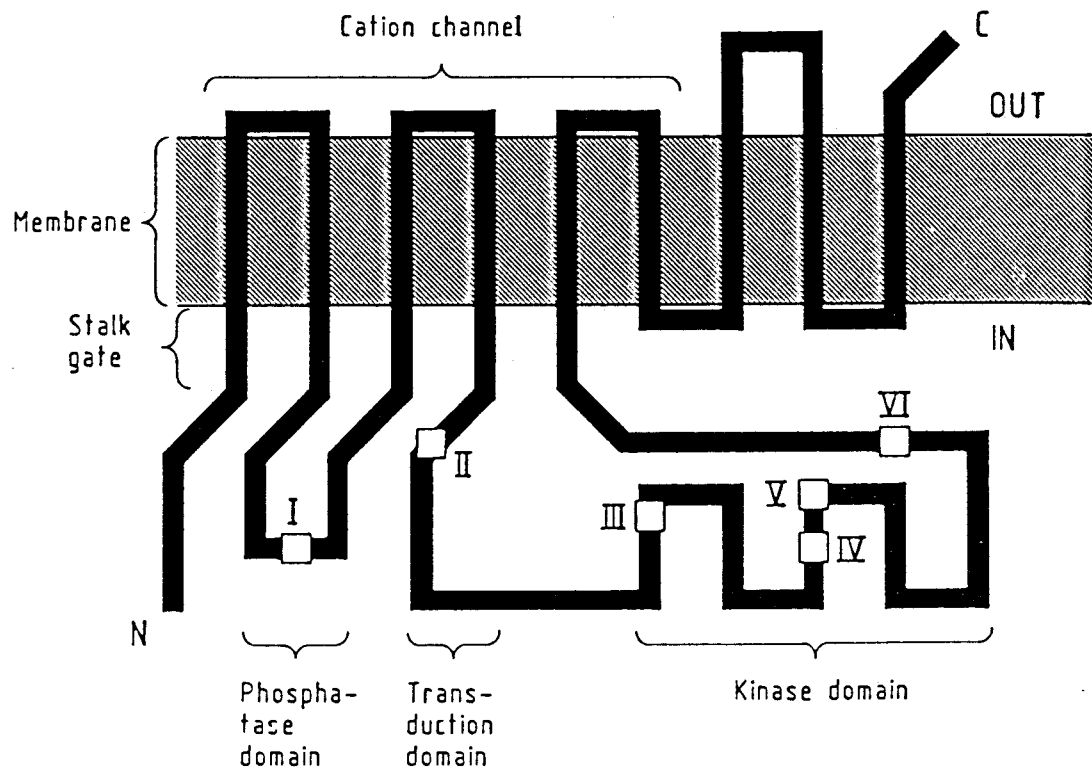 Cation channel
C
OUT
Membrane
Stalk
gate
IN
VI
II
V
III
I
IV
N
Phospha-
tase
domain
Trans-
duction
domain
Kinase domain